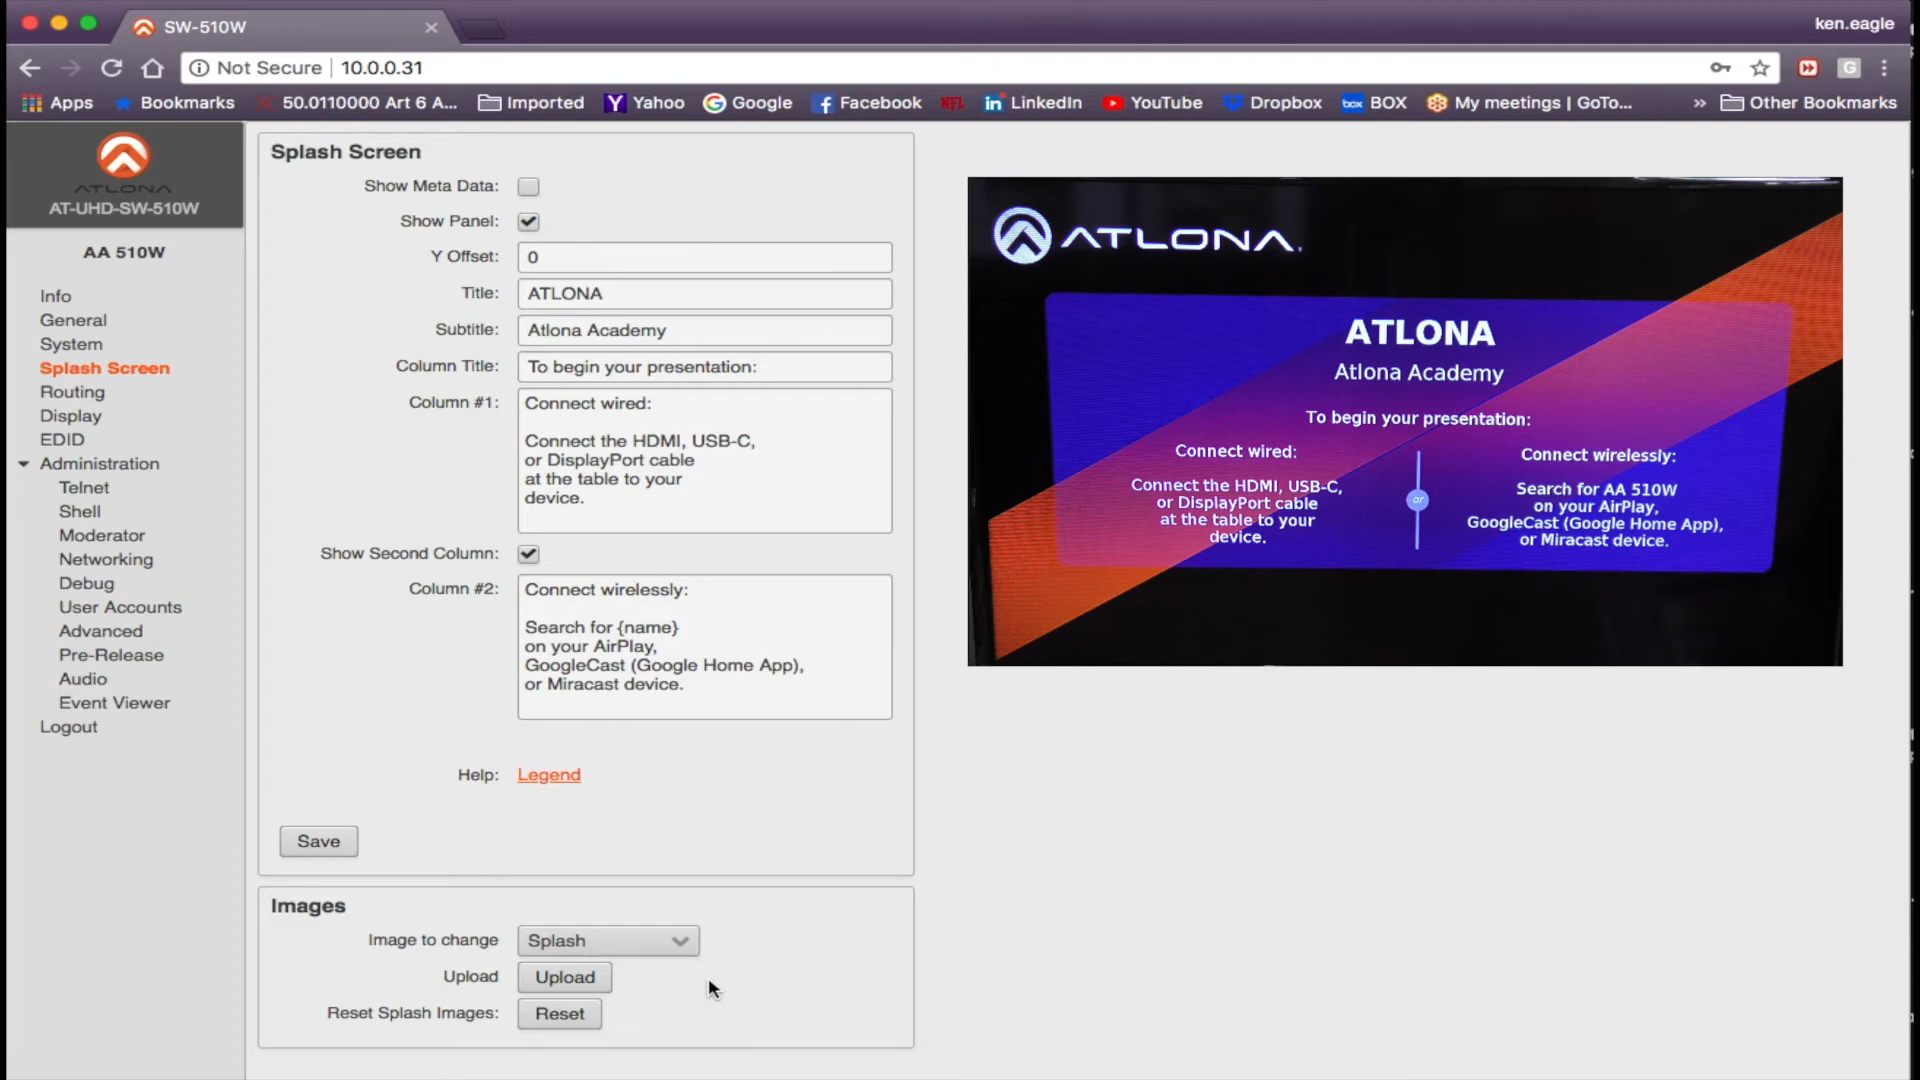 SW-510W
ken.eagle
Not Secure
10.0.0.31
Apps
Bookmarks
50.0110000 Art 6 A...
Imported
Yahoo
Google
Facebook
NFL
LinkedIn
YouTube
Dropbox
box BOX
My meetings | GoTo...
»
Other Bookmarks
ATLONA
AT-UHD-SW-510W
AA 510W
Info
General
System
Splash Screen
Routing
Display
EDID
Administration
Telnet
Shell
Moderator
Networking
Debug
User Accounts
Advanced
Pre-Release
Audio
Event Viewer
Logout
Splash Screen
Show Meta Data:
Show Panel:
Y Offset: 0
Title: ATLONA
Subtitle: Atlona Academy
Column Title: To begin your presentation:
Column #1: Connect wired:
Connect the HDMI, USB-C,
or DisplayPort cable
at the table to your
device.
Show Second Column:
Column #2: Connect wirelessly:
Search for {name}
on your AirPlay,
GoogleCast (Google Home App),
or Miracast device.
Help: Legend
Save
Images
Image to change Splash
Upload Upload
Reset Splash Images: Reset
ATLONA.
ATLONA
Atlona Academy
To begin your presentation:
Connect wired:
Connect the HDMI, USB-C,
or DisplayPort cable
at the table to your
device.
or
Connect wirelessly:
Search for AA 510W
on your AirPlay,
GoogleCast (Google Home App),
or Miracast device.